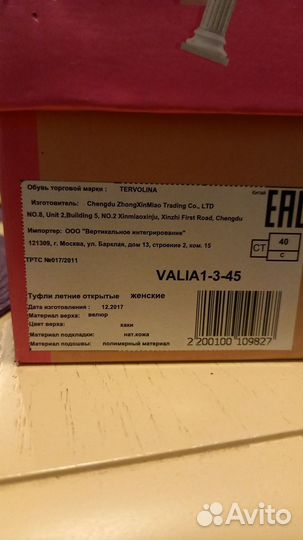 Обувь торговой марки : TERVOLINA
Изготовитель: Chengdu ZhongXinMiao Trading Co., LTD
Китай
NO.8, Unit 2,Building 5, NO.2 Xinmiaoxinju, Xinzhi First Road, Chengdu
Импортер: ООО "Вертикальное интегрирование"
121309, г. Москва, ул. Барклая, дом 13, строение 2, ком. 15
ТРТС №017/2011
EAC
СТ 40
С
VALIA1-3-45
Туфли летние открытые женские
Дата изготовления : 12.2017
Материал верха: велюр
Цвет верха: хаки
Материал подкладки: нат.кожа
Материал подошвы: полимерный материал
2 200100 109827
Avito